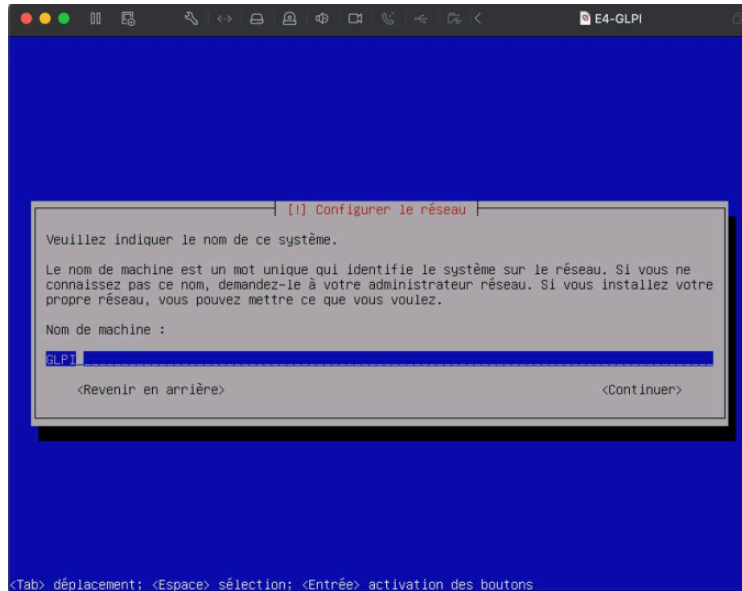 E4-GLPI
[!] Configurer le réseau
Veuillez indiquer le nom de ce système.
Le nom de machine est un mot unique qui identifie le système sur le réseau. Si vous ne
connaissez pas ce nom, demandez-le à votre administrateur réseau. Si vous installez votre
propre réseau, vous pouvez mettre ce que vous voulez.
Nom de machine :
GLPI
<Revenir en arrière> <Continuer>
<Tab> déplacement; <Espace> sélection; <Entrée> activation des boutons